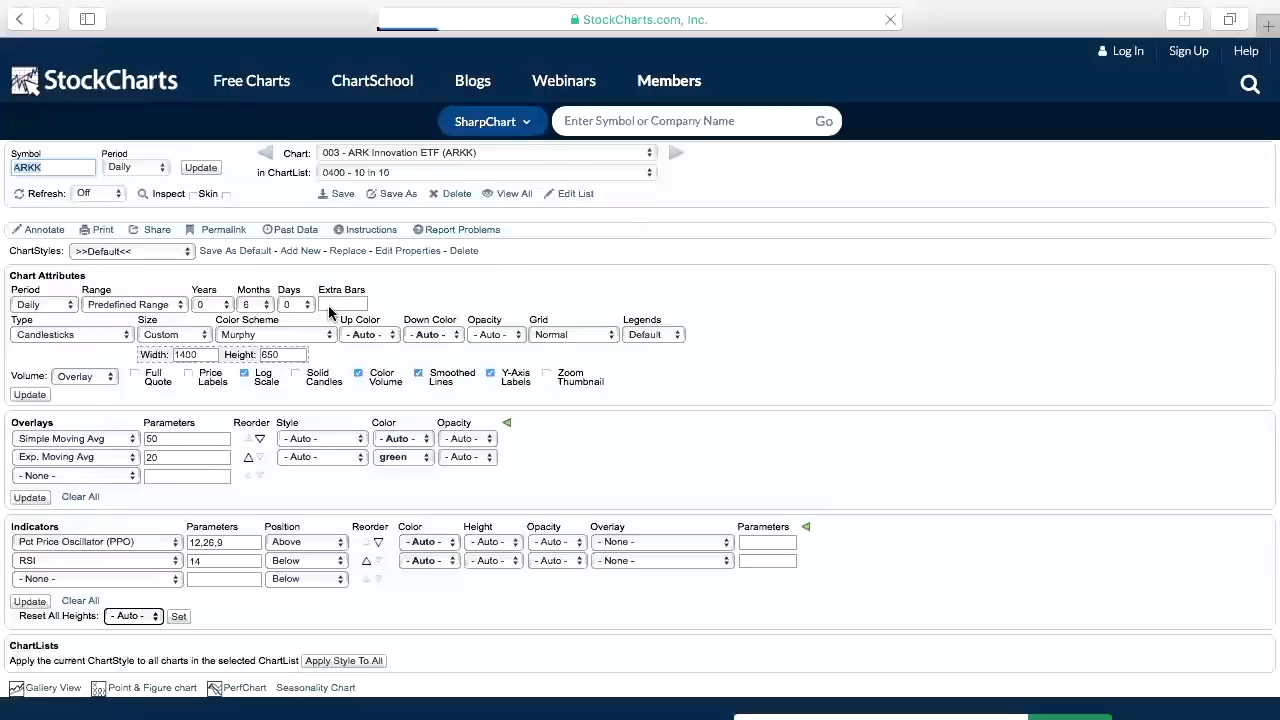 StockCharts.com, Inc.
Log In Sign Up Help
StockCharts Free Charts ChartSchool Blogs Webinars Members
SharpChart Enter Symbol or Company Name Go
Symbol Period Chart: 003 - ARK Innovation ETF (ARKK)
ARKK Daily Update in ChartList: 0400 - 10 in 10
Refresh: Off Inspect Skin Save Save As Delete View All Edit List
Annotate Print Share Permalink Past Data Instructions Report Problems
ChartStyles: >>Default<< Save As Default - Add New - Replace - Edit Properties - Delete
Chart Attributes
Period Range Years Months Days Extra Bars
Daily Predefined Range 0 6 0
Type Size Color Scheme Up Color Down Color Opacity Grid Legends
Candlesticks Custom Murphy - Auto - - Auto - - Auto - Normal Default
Width: 1400 Height: 650
Volume: Overlay Full Quote Price Labels Log Scale Solid Candles Color Volume Smoothed Lines Y-Axis Labels Zoom Thumbnail
Update
Overlays Parameters Reorder Style Color Opacity
Simple Moving Avg 50 - Auto - - Auto - - Auto -
Exp. Moving Avg 20 - Auto - green - Auto -
- None -
Update Clear All
Indicators Parameters Position Reorder Color Height Opacity Overlay Parameters
Pct Price Oscillator (PPO) 12,26,9 Above - Auto - - Auto - - Auto - - None -
RSI 14 Below - Auto - - Auto - - Auto - - None -
- None - Below
Update Clear All
Reset All Heights: - Auto - Set
ChartLists
Apply the current ChartStyle to all charts in the selected ChartList Apply Style To All
Gallery View Point & Figure chart PerfChart Seasonality Chart